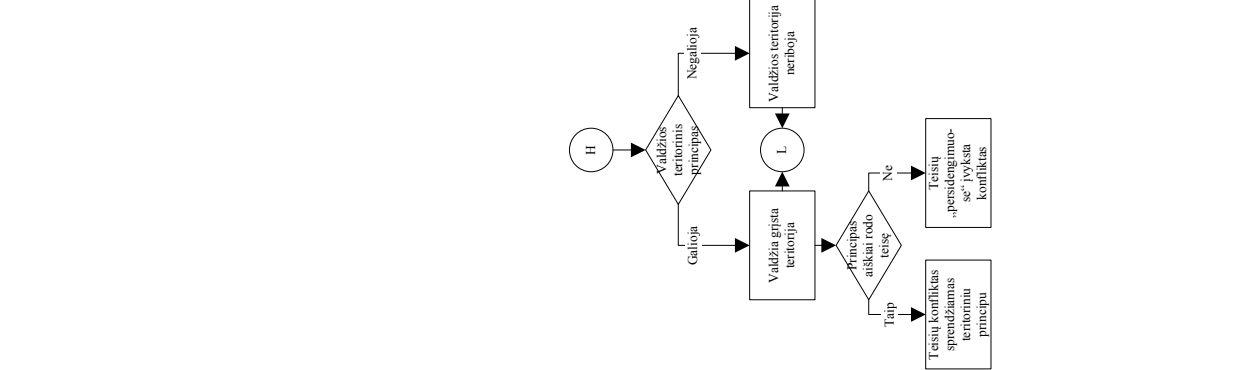 H
Valdžios
teritorinis
principas
Negalioja
Galioja
Valdžios teritorija
neriboja
L
Valdžia grįsta
teritorija
Principas
aiškiai rodo
teisę
Ne
Taip
Teisių
„persidengimuo-
se“ įvyksta
konfliktas
Teisių konfliktas
sprendžiamas
teritoriniu
principu